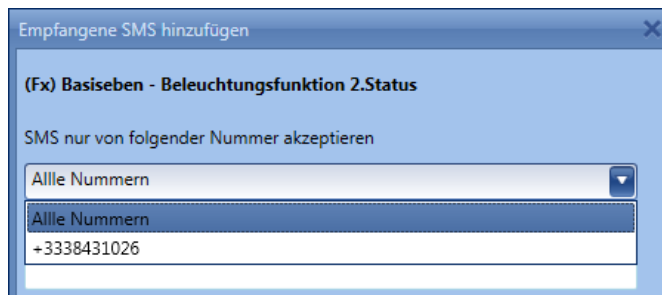 Empfangene SMS hinzufügen
(Fx) Basiseben - Beleuchtungsfunktion 2.Status
SMS nur von folgender Nummer akzeptieren
Allle Nummern
Allle Nummern
+3338431026